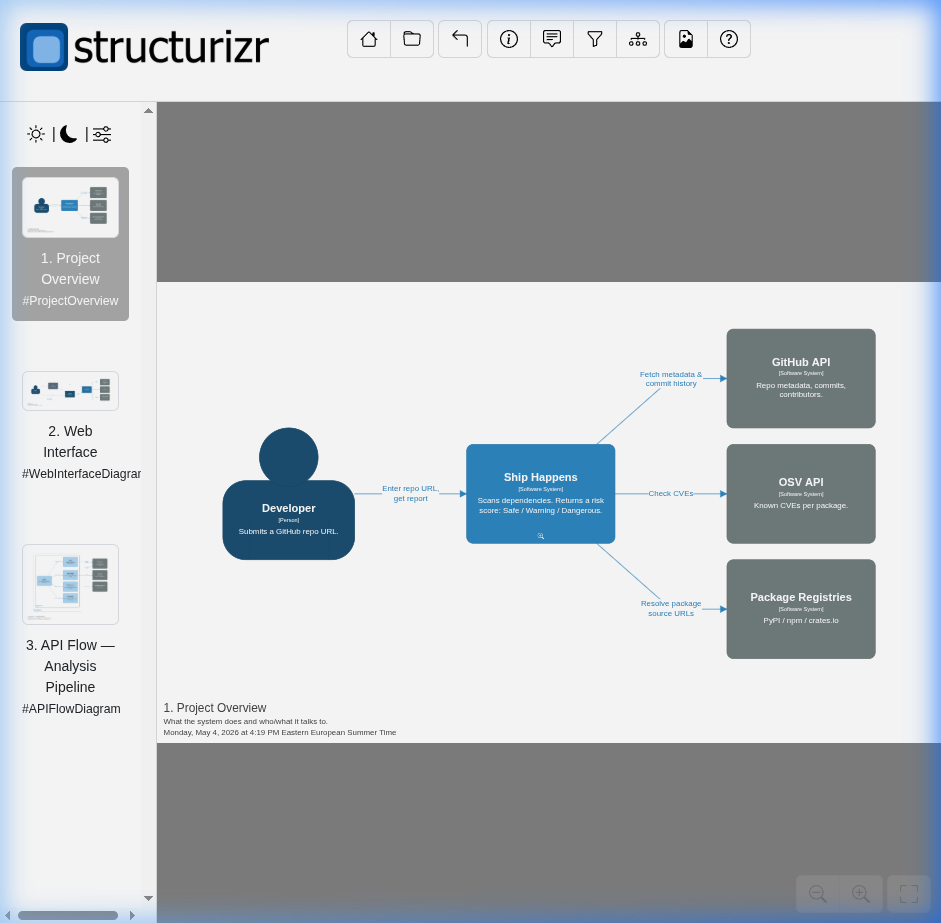 structurizr
1. Project
Overview
#ProjectOverview
2. Web
Interface
#WebInterfaceDiagrar
3. API Flow —
Analysis
Pipeline
#APIFlowDiagram
Developer
[Person]
Submits a GitHub repo URL.
Enter repo URL,
get report
Ship Happens
[Software System]
Scans dependencies. Returns a risk
score: Safe / Warning / Dangerous.
Fetch metadata &
commit history
Check CVEs
Resolve package
source URLs
GitHub API
[Software System]
Repo metadata, commits,
contributors.
OSV API
[Software System]
Known CVEs per package.
Package Registries
[Software System]
PyPI / npm / crates.io
1. Project Overview
What the system does and who/what it talks to.
Monday, May 4, 2026 at 4:19 PM Eastern European Summer Time